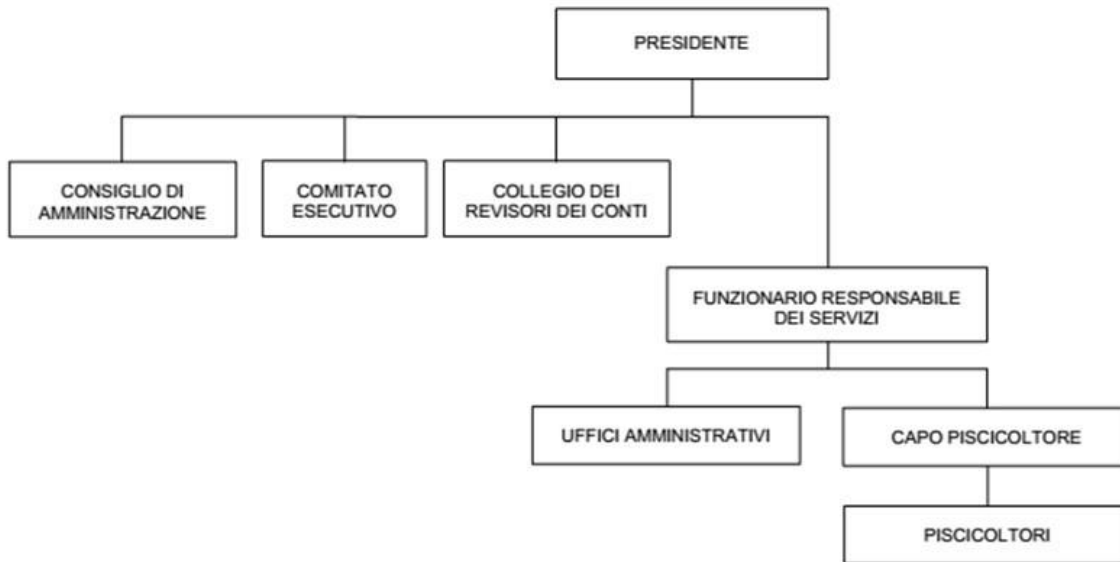 PRESIDENTE
CONSIGLIO DI
AMMINISTRAZIONE
COMITATO
ESECUTIVO
COLLEGIO DEI
REVISORI DEI CONTI
FUNZIONARIO RESPONSABILE
DEI SERVIZI
UFFICI AMMINISTRATIVI
CAPO PISCICOLTORE
PISCICOLTORI